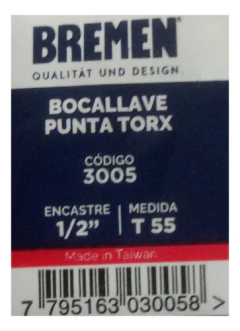 BREMEN®
QUALITÄT UND DESIGN.
BOCALLAVE
PUNTA TORX
CÓDIGO
3005
ENCASTRE MEDIDA
1/2" T 55
Made in Taiwan
7 795163 030058 >